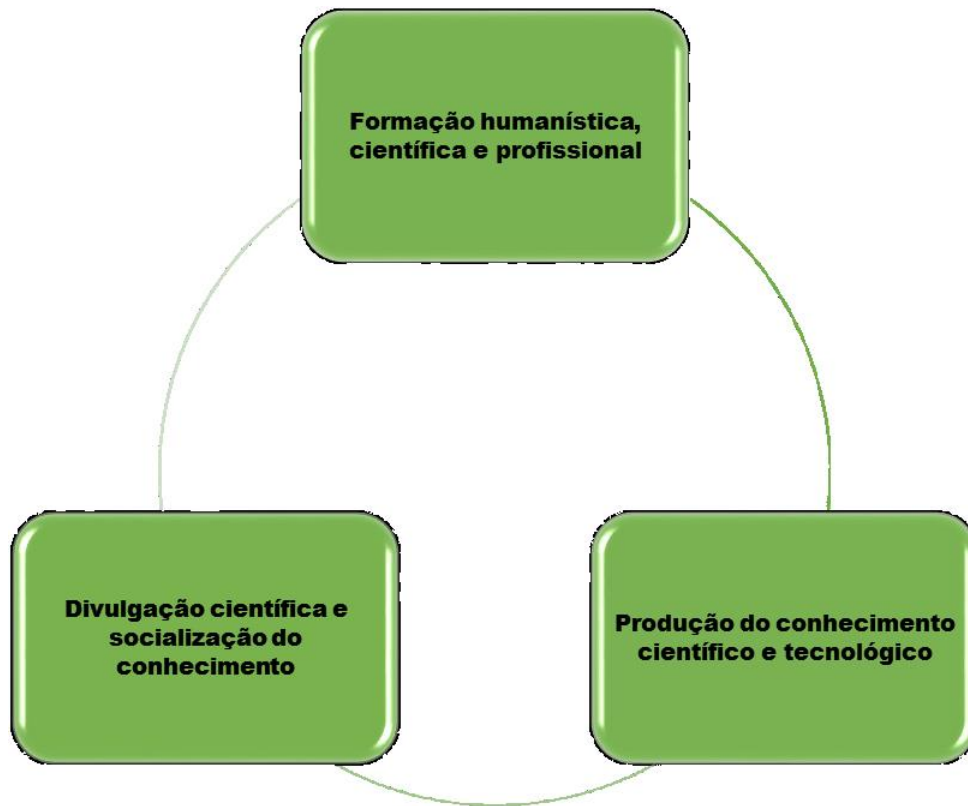 Formação humanística,
científica e profissional
Divulgação científica e
socialização do
conhecimento
Produção do conhecimento
científico e tecnológico